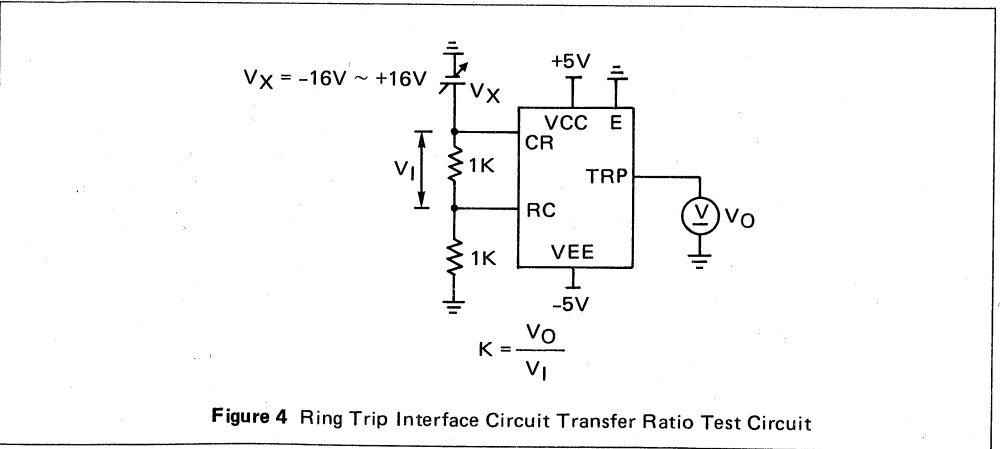 +5V
VX = –16V ~ +16V
VX
VCC E
CR
VI
1K
TRP
RC
V
VO
1K
VEE
–5V
K = VO
VI
Figure 4 Ring Trip Interface Circuit Transfer Ratio Test Circuit